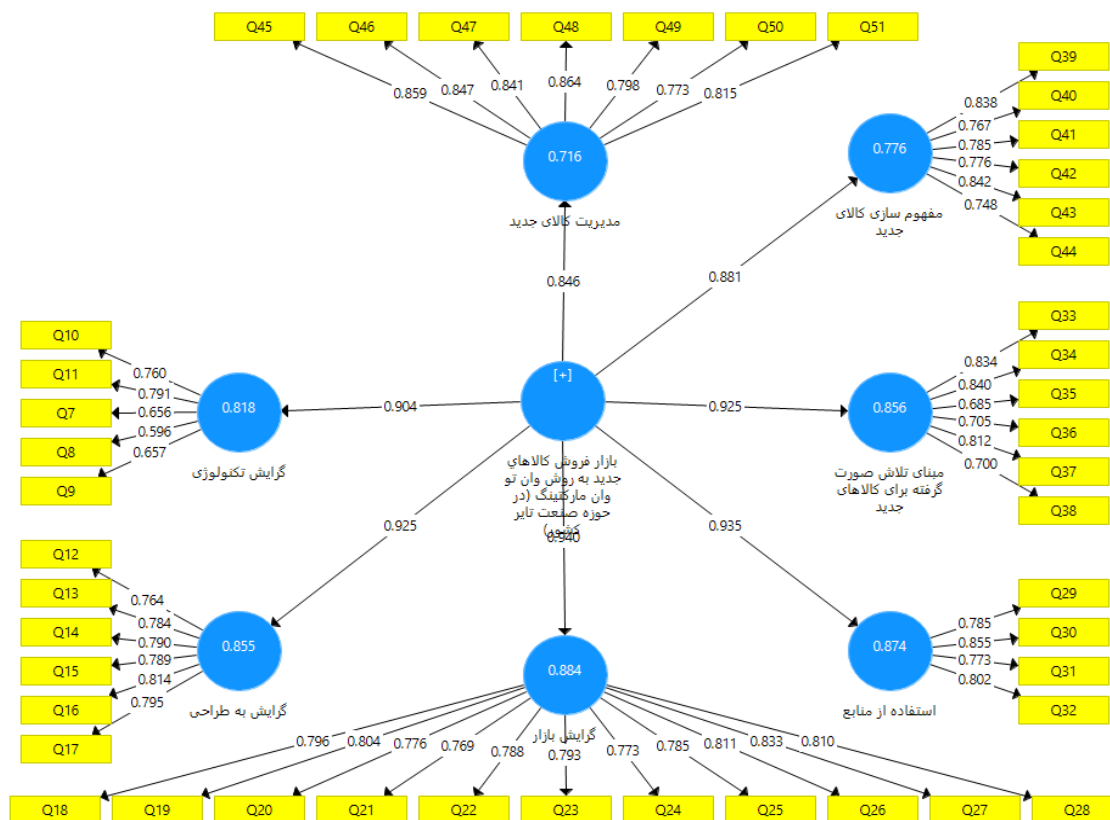 Q45
Q46
Q47
Q48
Q49
Q50
Q51
0.859
0.847
0.841
0.864
0.798
0.773
0.815
0.716
مدیریت کالای جدید
0.846
Q39
Q40
Q41
Q42
Q43
Q44
0.838
0.767
0.785
0.776
0.842
0.748
0.776
مفهوم سازی کالای
جدید
0.881
Q10
Q11
Q7
Q8
Q9
0.760
0.791
0.656
0.596
0.657
0.818
گرایش تکنولوژی
0.904
[+]
بازار فروش كالاهاي
جدید به روش وان تو
وان مارکتینگ (در
حوزه صنعت تایر
کشور)
0.925
0.856
مبنای تلاش صورت
گرفته برای کالاهای
جدید
Q33
Q34
Q35
Q36
Q37
Q38
0.834
0.840
0.685
0.705
0.812
0.700
0.925
0.940
0.935
Q12
Q13
Q14
Q15
Q16
Q17
0.764
0.784
0.790
0.789
0.814
0.795
0.855
گرایش به طراحی
0.884
گرایش بازار
0.874
استفاده از منابع
Q29
Q30
Q31
Q32
0.785
0.855
0.773
0.802
0.796
0.804
0.776
0.769
0.788
0.793
0.773
0.785
0.811
0.833
0.810
Q18
Q19
Q20
Q21
Q22
Q23
Q24
Q25
Q26
Q27
Q28